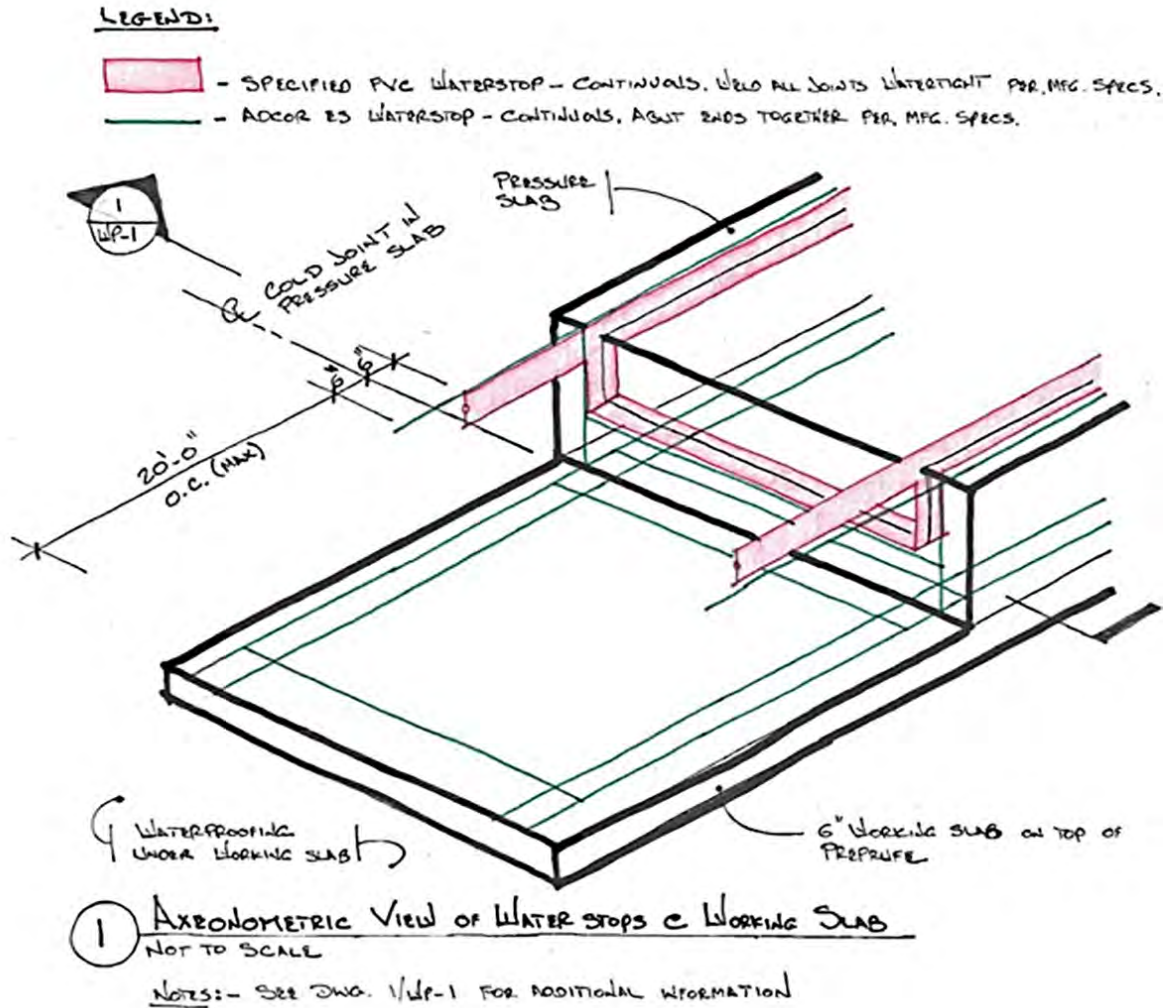 LEGEND:
- SPECIFIED PVC WATERSTOP - CONTINUOUS. WELD ALL JOINTS WATERTIGHT PER. MFG. SPECS.
- ADCOR ES WATERSTOP - CONTINUOUS. ABUT ENDS TOGETHER PER. MFG. SPECS.
PRESSURE
SLAB
1
WP-1
COLD JOINT IN
PRESSURE SLAB
6" 6"
20'-0"
O.C. (MAX)
WATERPROOFING
UNDER WORKING SLAB
6" WORKING SLAB ON TOP OF
PREPRUFE
1 AXEONOMETRIC VIEW OF WATER STOPS @ WORKING SLAB
NOT TO SCALE
NOTES:- SEE DWG. 1/WP-1 FOR ADDITIONAL INFORMATION